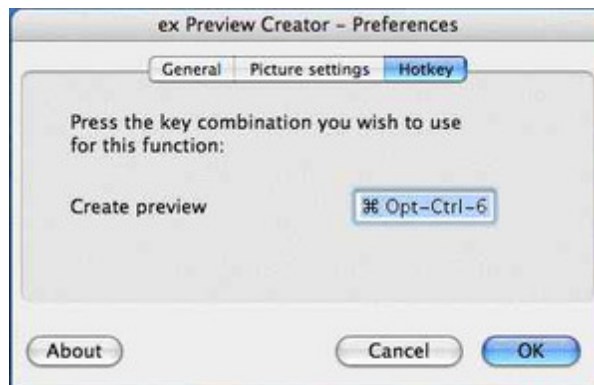 ex Preview Creator – Preferences
General Picture settings Hotkey
Press the key combination you wish to use
for this function:
Create preview ⌘ Opt-Ctrl-6
About Cancel OK